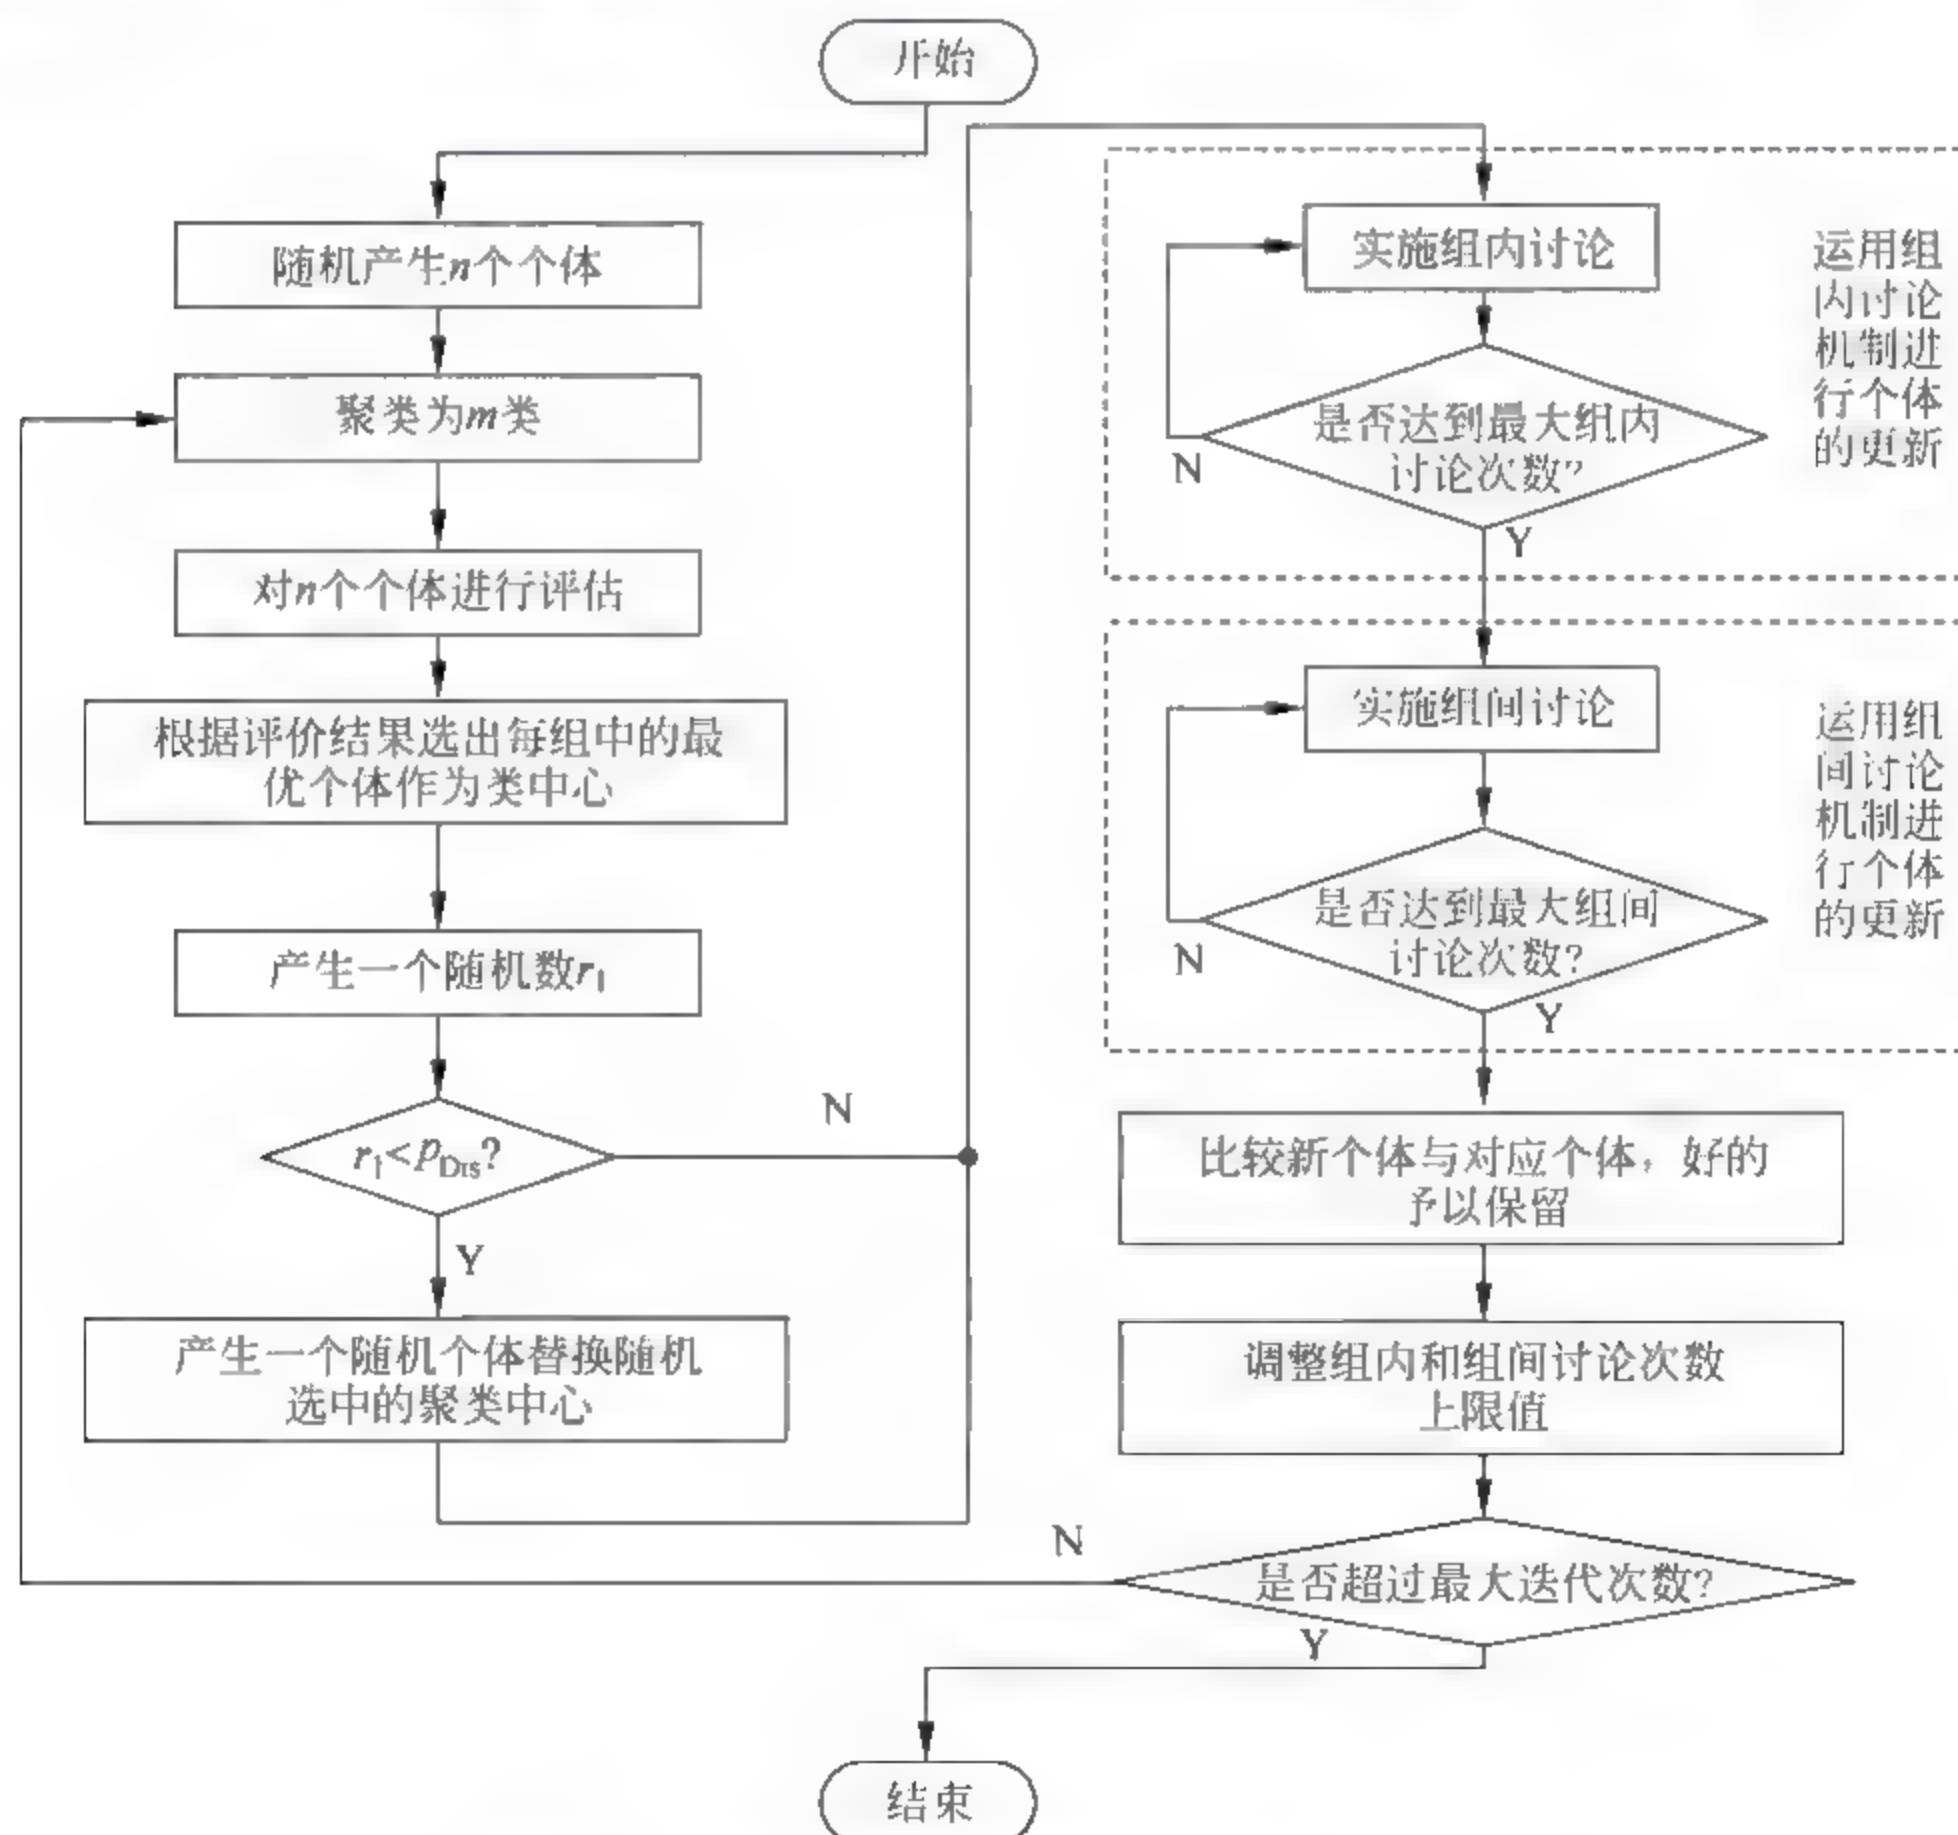 开始
随机产生n个个体
聚类为m类
对n个个体进行评估
根据评价结果选出每组中的最
优个体作为类中心
产生一个随机数r₁
r₁<p_Dis?
N
Y
产生一个随机个体替换随机
选中的聚类中心
实施组内讨论
是否达到最大组内
讨论次数?
N
Y
运用组
内讨论
机制进
行个体
的更新
实施组间讨论
是否达到最大组间
讨论次数?
N
Y
运用组
间讨论
机制进
行个体
的更新
比较新个体与对应个体，好的
予以保留
调整组内和组间讨论次数
上限值
是否超过最大迭代次数?
N
Y
结束